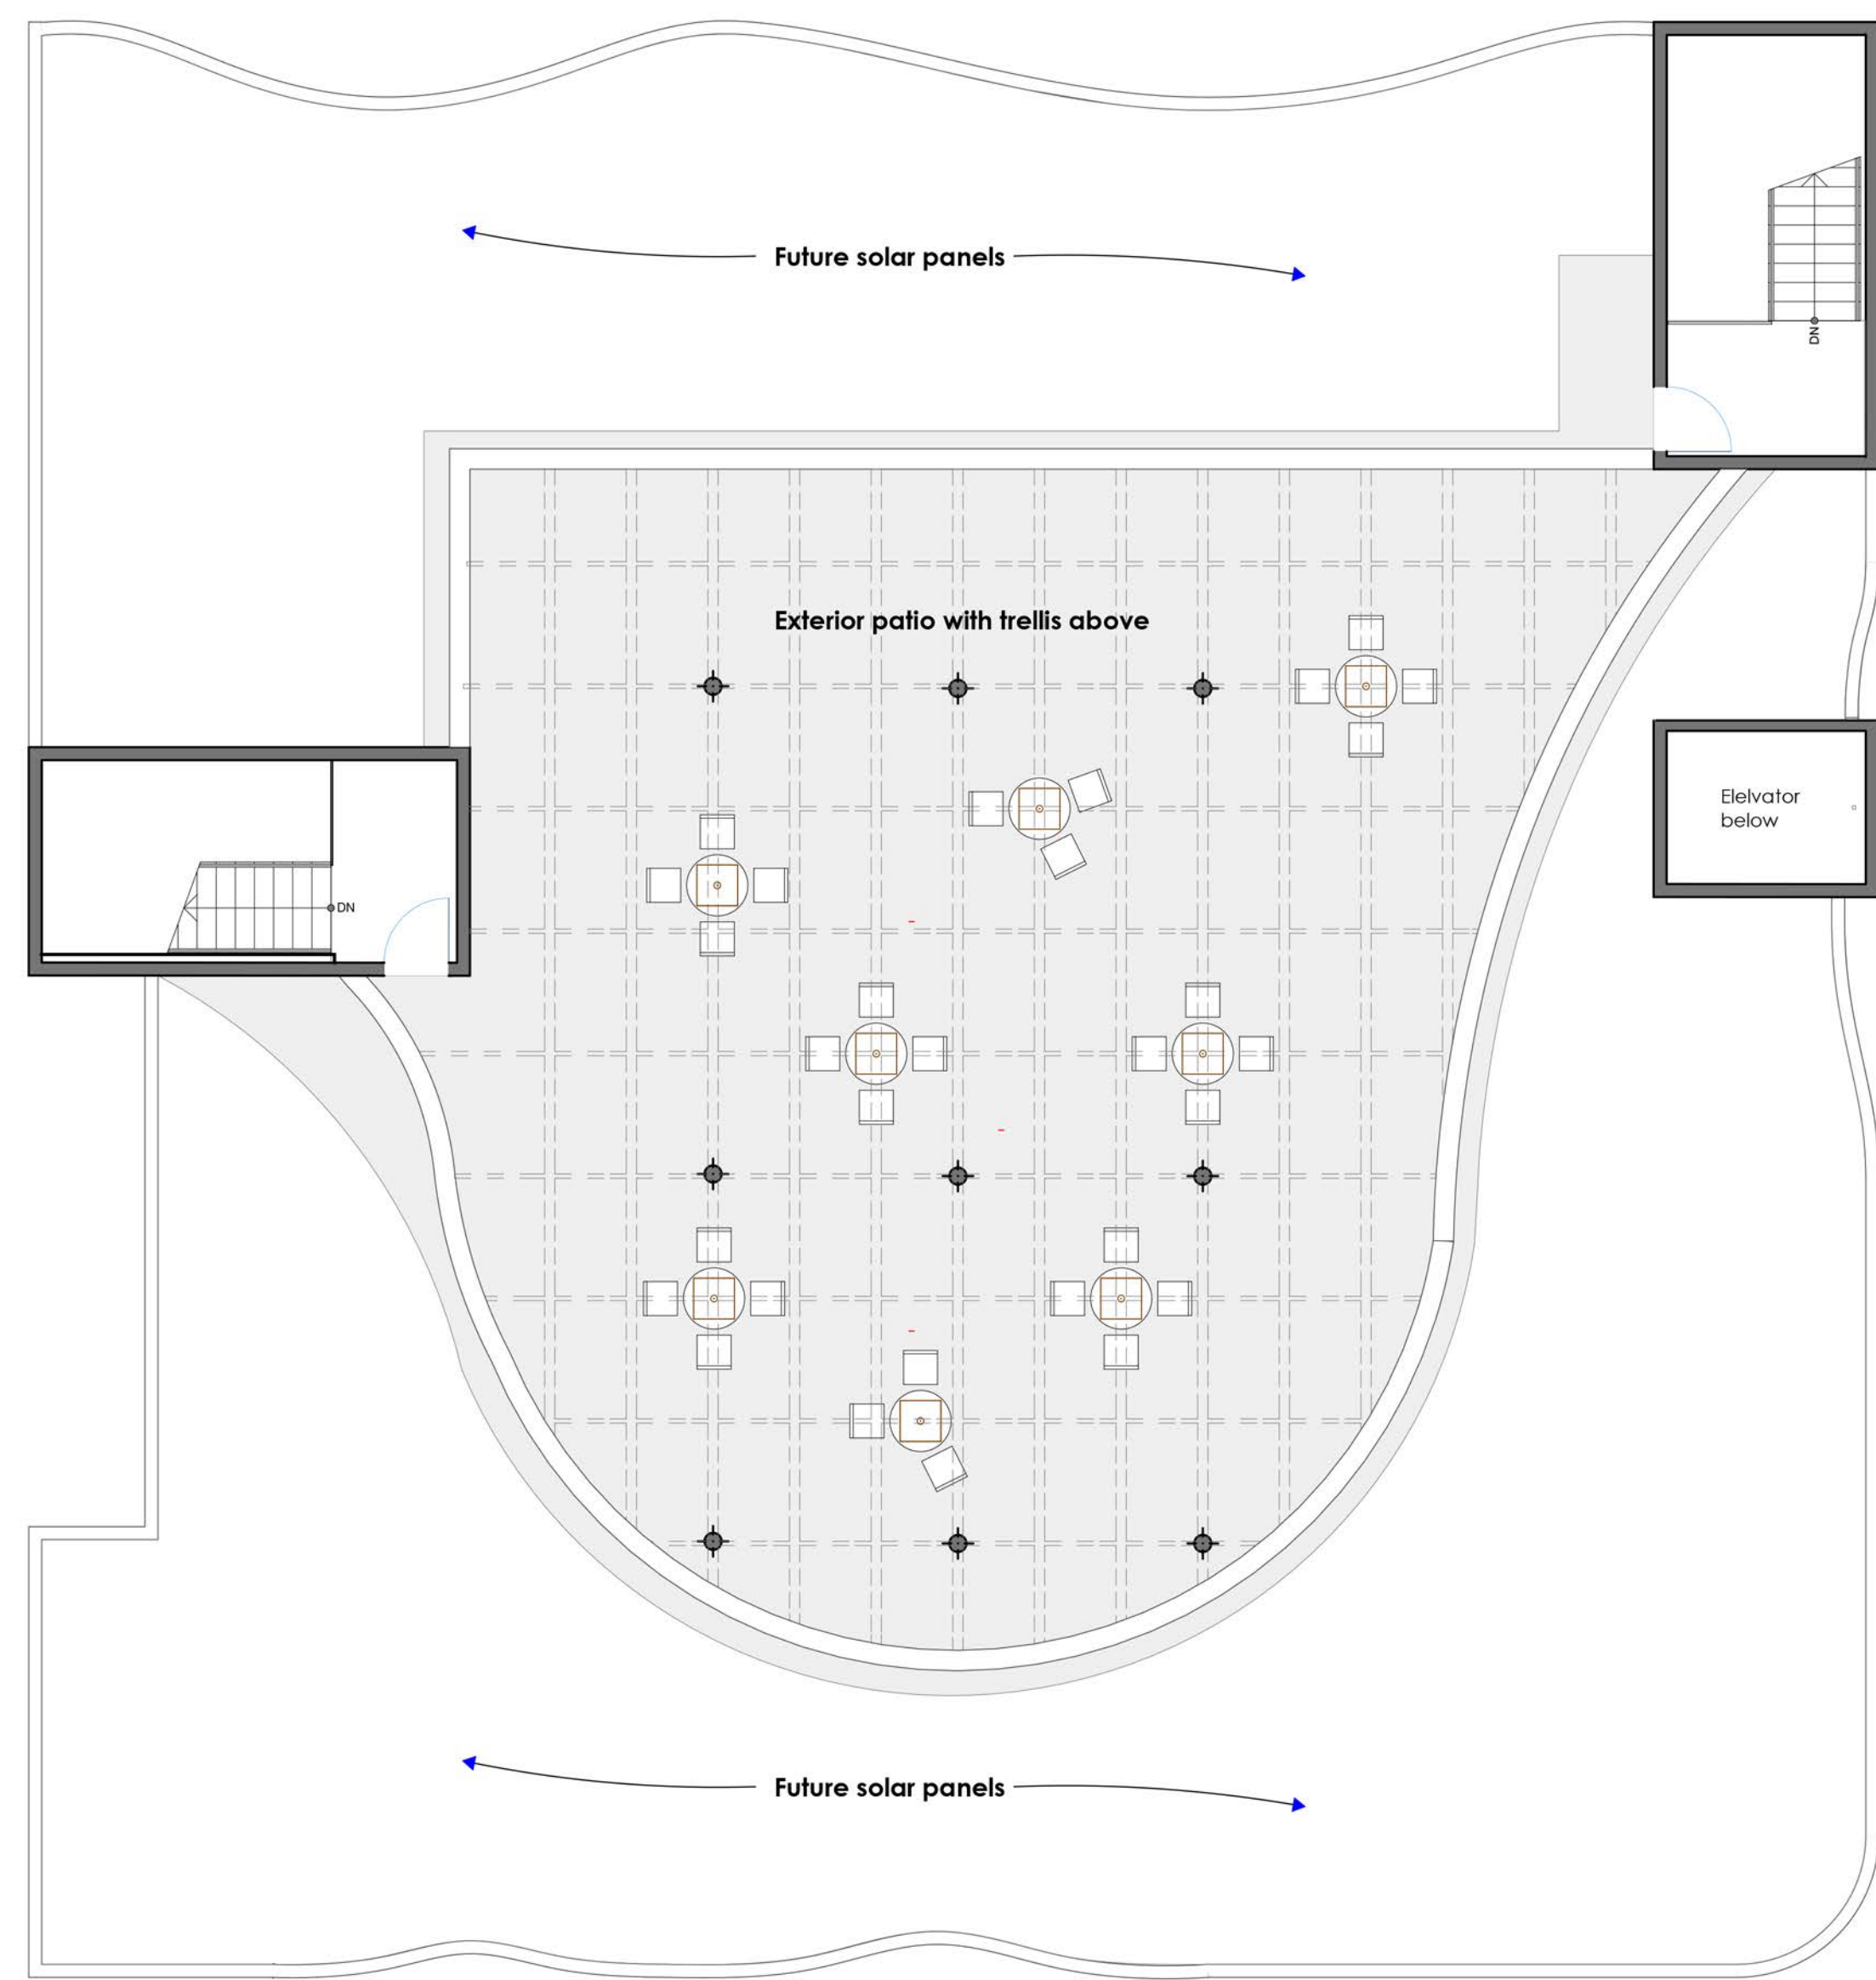 Future solar panels
DN
Exterior patio with trellis above
Elelvator
below
DN
Future solar panels